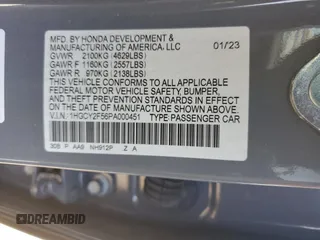 MFD BY HONDA DEVELOPMENT &
MANUFACTURING OF AMERICA, LLC 01/23
GVWR 2100KG (4629LBS)
GAWR F 1160KG (2557LBS)
GAWR R 970KG (2138LBS)
THIS VEHICLE CONFORMS TO ALL APPLICABLE
FEDERAL MOTOR VEHICLE SAFETY, BUMPER,
AND THEFT PREVENTION STANDARDS IN EFFECT
ON THE DATE OF MANUFACTURE SHOWN ABOVE.
V.I.N. 1HGCY2F56PA000451 TYPE PASSENGER CAR
30B P AA9 NH912P Z A
DREAMBID